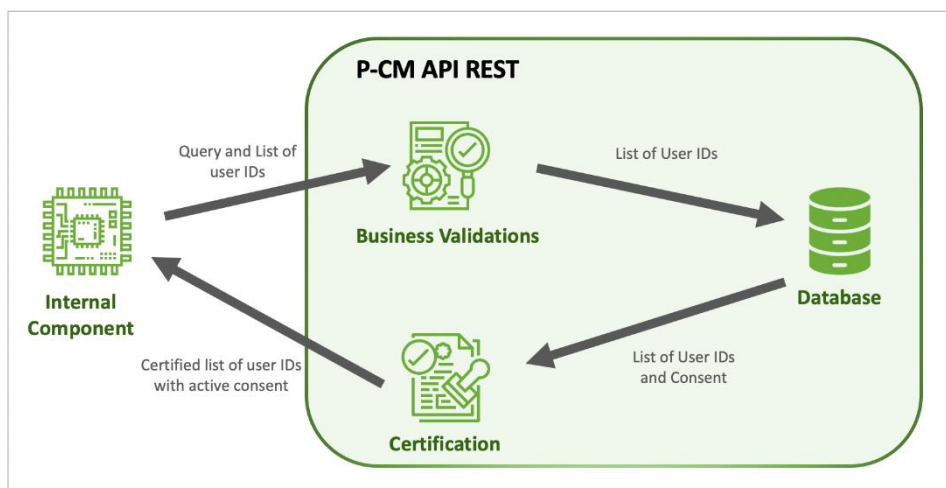 P-CM API REST
Query and List of
user IDs
List of User IDs
Business Validations
Internal
Component
Database
Certified list of user IDs
with active consent
List of User IDs
and Consent
Certification